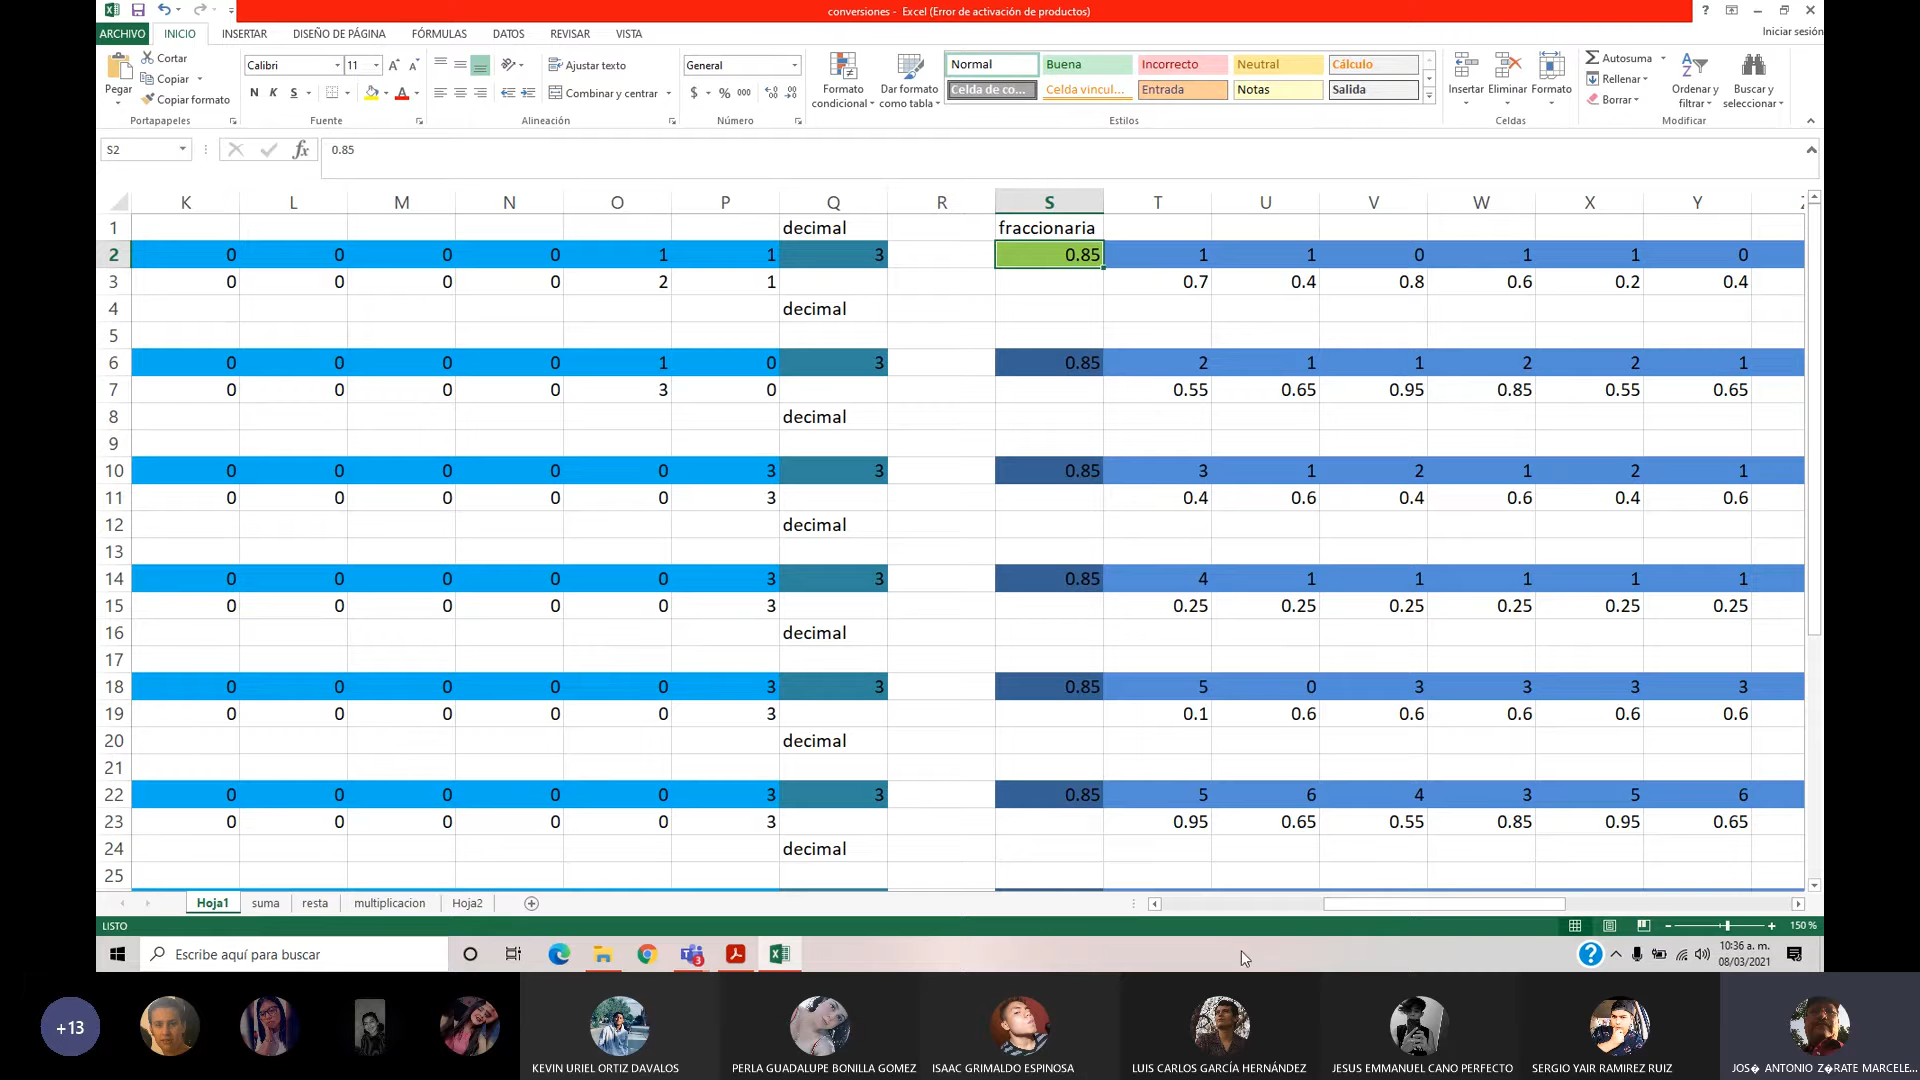 conversiones - Excel (Error de activación de productos)
ARCHIVO INICIO INSERTAR DISEÑO DE PÁGINA FÓRMULAS DATOS REVISAR VISTA Iniciar sesión
Pegar Cortar Copiar Copiar formato
Calibri 11
N K S
Ajustar texto
Combinar y centrar
General
$ % 000
Formato condicional
Dar formato como tabla
Normal Buena Incorrecto Neutral Cálculo
Celda de co... Celda vincul... Entrada Notas Salida
Insertar Eliminar Formato
Autosuma
Rellenar
Borrar
Ordenar y filtrar
Buscar y seleccionar
Portapapeles Fuente Alineación Número Estilos Celdas Modificar
S2 fx 0.85
K L M N O P Q R S T U V W X Y
1 decimal fraccionaria
2 0 0 0 0 1 1 3 0.85 1 1 0 1 1 0
3 0 0 0 0 2 1 0.7 0.4 0.8 0.6 0.2 0.4
4 decimal
5
6 0 0 0 0 1 0 3 0.85 2 1 1 2 2 1
7 0 0 0 0 3 0 0.55 0.65 0.95 0.85 0.55 0.65
8 decimal
9
10 0 0 0 0 0 3 3 0.85 3 1 2 1 2 1
11 0 0 0 0 0 3 0.4 0.6 0.4 0.6 0.4 0.6
12 decimal
13
14 0 0 0 0 0 3 3 0.85 4 1 1 1 1 1
15 0 0 0 0 0 3 0.25 0.25 0.25 0.25 0.25 0.25
16 decimal
17
18 0 0 0 0 0 3 3 0.85 5 0 3 3 3 3
19 0 0 0 0 0 3 0.1 0.6 0.6 0.6 0.6 0.6
20 decimal
21
22 0 0 0 0 0 3 3 0.85 5 6 4 3 5 6
23 0 0 0 0 0 3 0.95 0.65 0.55 0.85 0.95 0.65
24 decimal
25
Hoja1 suma resta multiplicacion Hoja2
LISTO 150 %
Escribe aquí para buscar
10:36 a. m.
08/03/2021
+13
KEVIN URIEL ORTIZ DAVALOS
PERLA GUADALUPE BONILLA GOMEZ
ISAAC GRIMALDO ESPINOSA
LUIS CARLOS GARCÍA HERNÁNDEZ
JESUS EMMANUEL CANO PERFECTO
SERGIO YAIR RAMIREZ RUIZ
JOS� ANTONIO Z�RATE MARCELE...